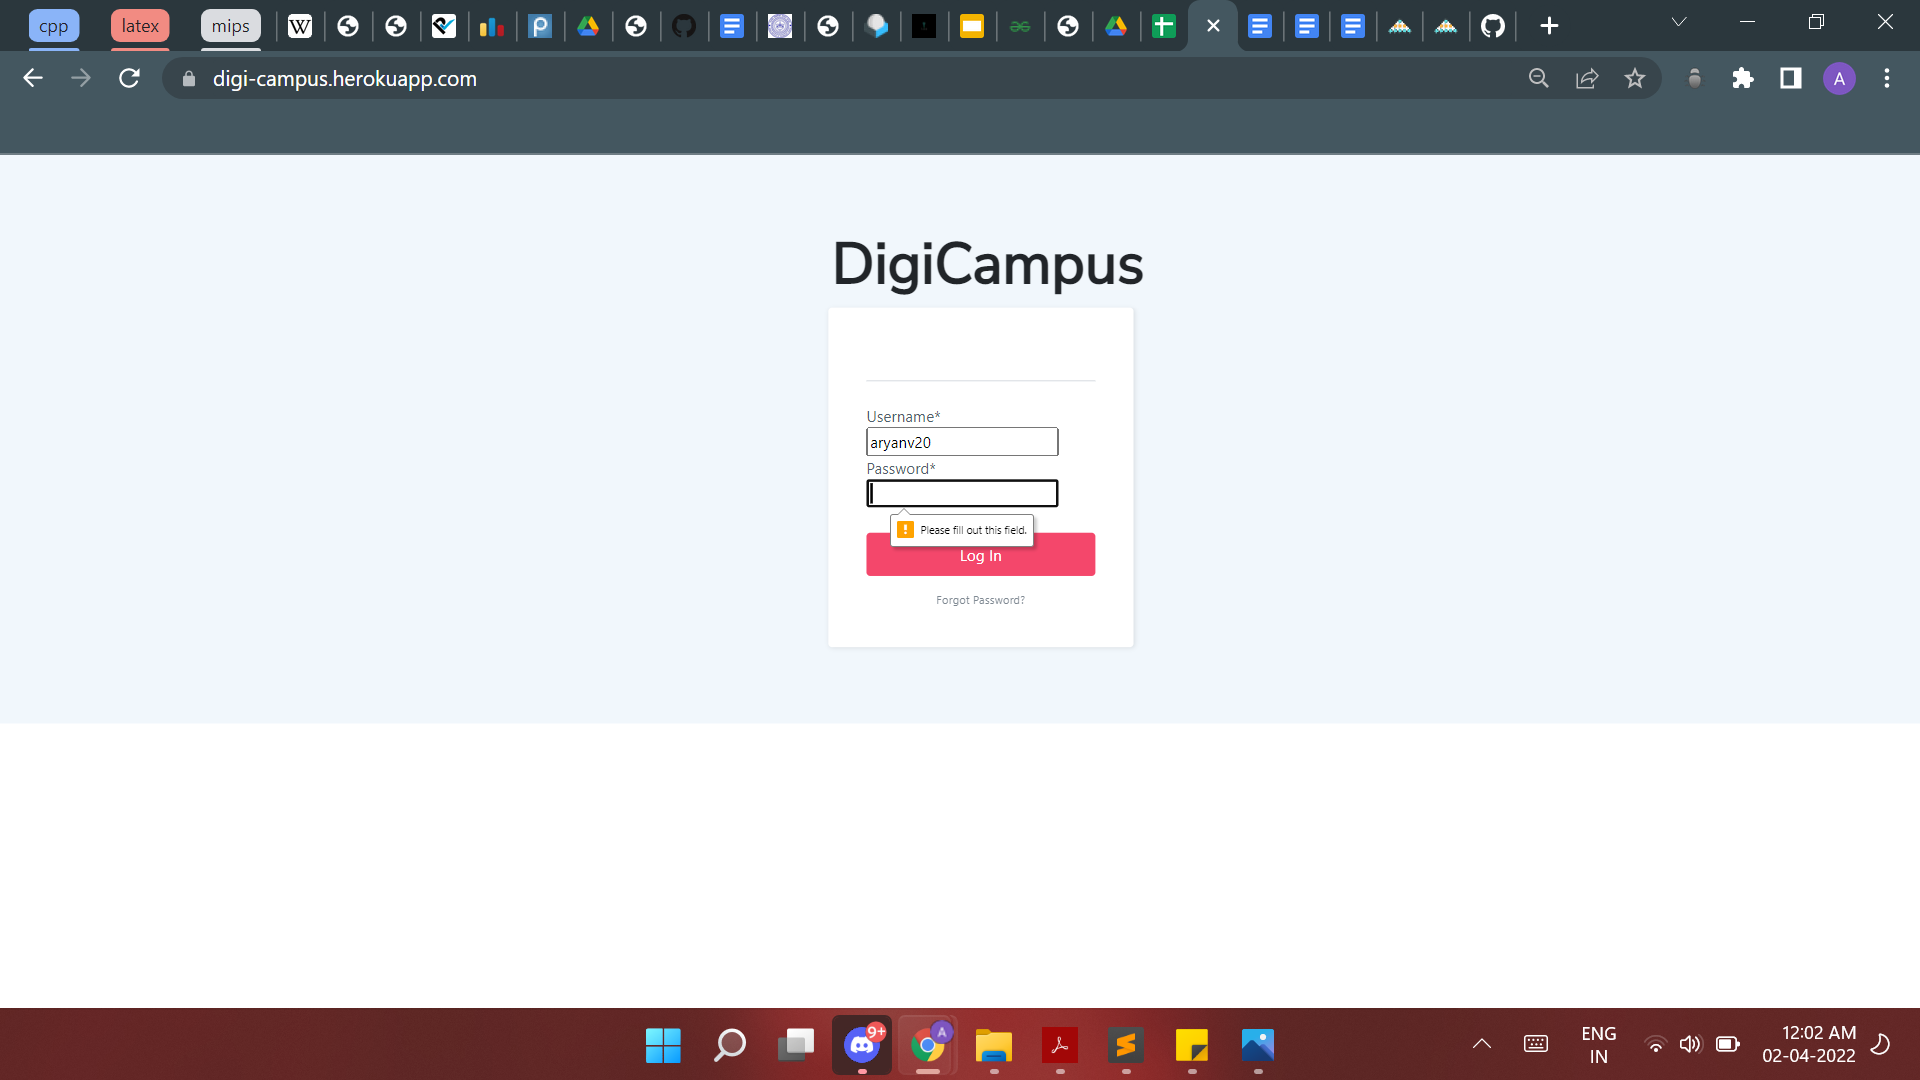 cpp latex mips
digi-campus.herokuapp.com
A
DigiCampus
Username*
aryanv20
Password*
Please fill out this field.
Log In
Forgot Password?
9+
A
ENG
IN
12:02 AM
02-04-2022